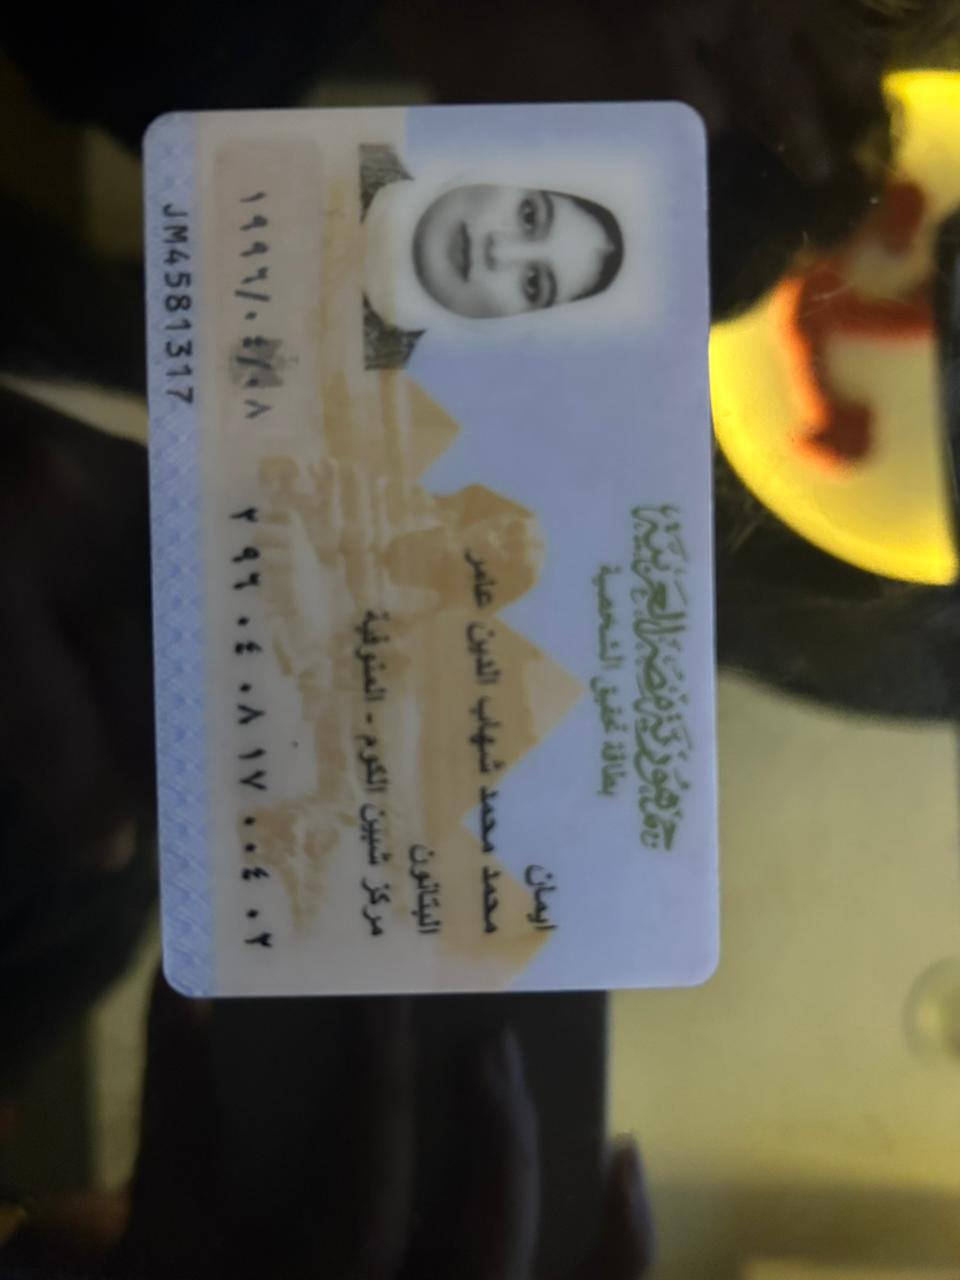 جمهورية مصر العربية
بطاقة تحقيق الشخصية
ايمان
محمد محمد شهاب الدين عامر
البتانون
مركز شبين الكوم - المنوفية
٢٩٦٠٤٠٨١٧٠٠٤٠٢
١٩٩٦/٠٤/٠٨
JM4581317